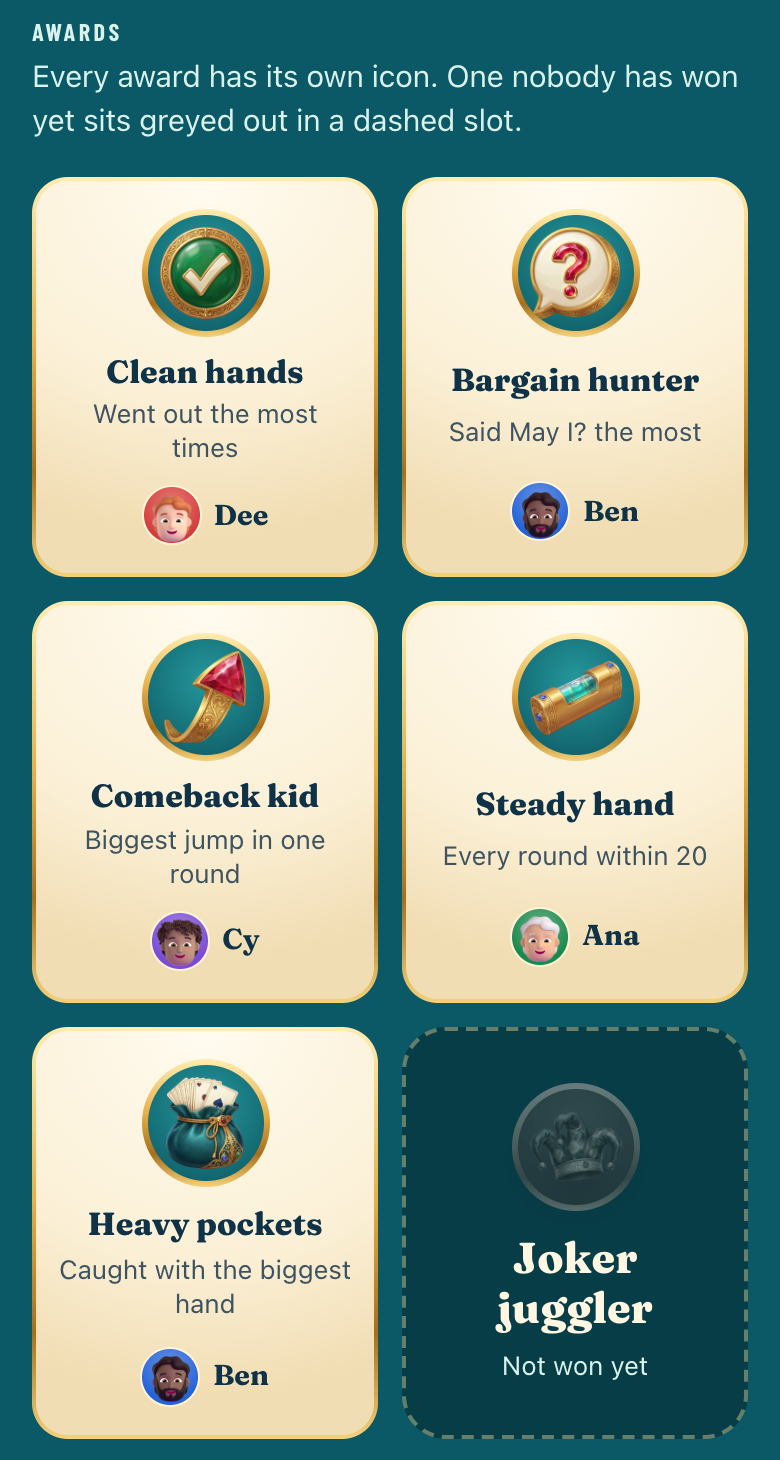 AWARDS
Every award has its own icon. One nobody has won
yet sits greyed out in a dashed slot.
Clean hands
Went out the most
times
Dee
Bargain hunter
Said May I? the most
Ben
Comeback kid
Biggest jump in one
round
Cy
Steady hand
Every round within 20
Ana
Heavy pockets
Caught with the biggest
hand
Ben
Joker
juggler
Not won yet